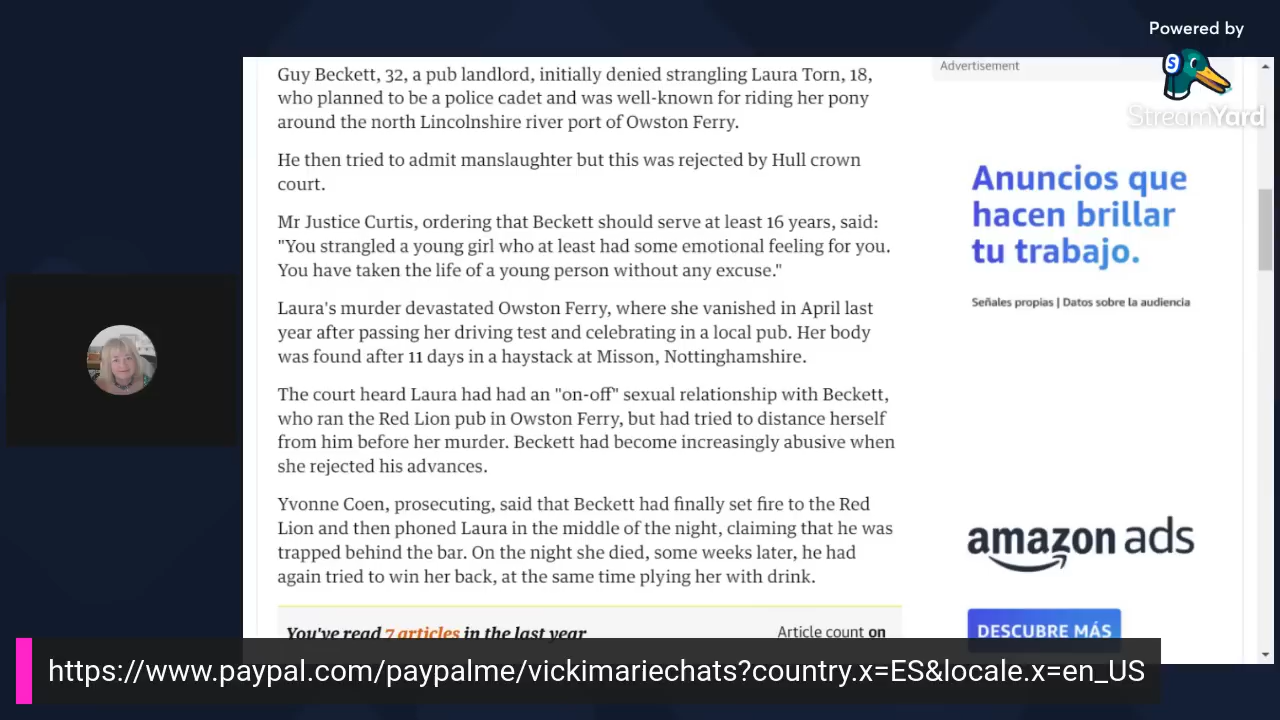 Powered by
StreamYard
Guy Beckett, 32, a pub landlord, initially denied strangling Laura Torn, 18,
who planned to be a police cadet and was well-known for riding her pony
around the north Lincolnshire river port of Owston Ferry.
He then tried to admit manslaughter but this was rejected by Hull crown
court.
Mr Justice Curtis, ordering that Beckett should serve at least 16 years, said:
"You strangled a young girl who at least had some emotional feeling for you.
You have taken the life of a young person without any excuse."
Laura's murder devastated Owston Ferry, where she vanished in April last
year after passing her driving test and celebrating in a local pub. Her body
was found after 11 days in a haystack at Misson, Nottinghamshire.
The court heard Laura had had an "on-off" sexual relationship with Beckett,
who ran the Red Lion pub in Owston Ferry, but had tried to distance herself
from him before her murder. Beckett had become increasingly abusive when
she rejected his advances.
Yvonne Coen, prosecuting, said that Beckett had finally set fire to the Red
Lion and then phoned Laura in the middle of the night, claiming that he was
trapped behind the bar. On the night she died, some weeks later, he had
again tried to win her back, at the same time plying her with drink.
You've read 7 articles in the last year
Article count on
Advertisement
Anuncios que
hacen brillar
tu trabajo.
Señales propias | Datos sobre la audiencia
amazon ads
DESCUBRE MÁS
https://www.paypal.com/paypalme/vickimariechats?country.x=ES&locale.x=en_US